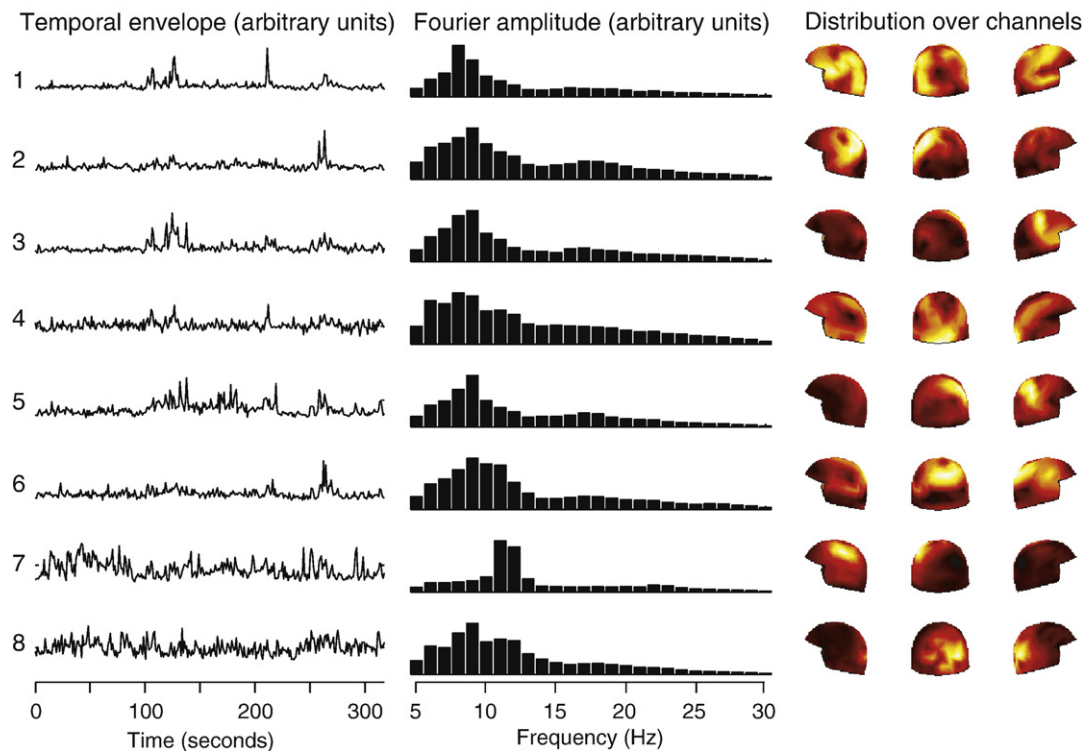 Temporal envelope (arbitrary units) Fourier amplitude (arbitrary units) Distribution over channels
1
2
3
4
5
6
7
8
0 100 200 300 5 10 15 20 25 30
Time (seconds) Frequency (Hz)